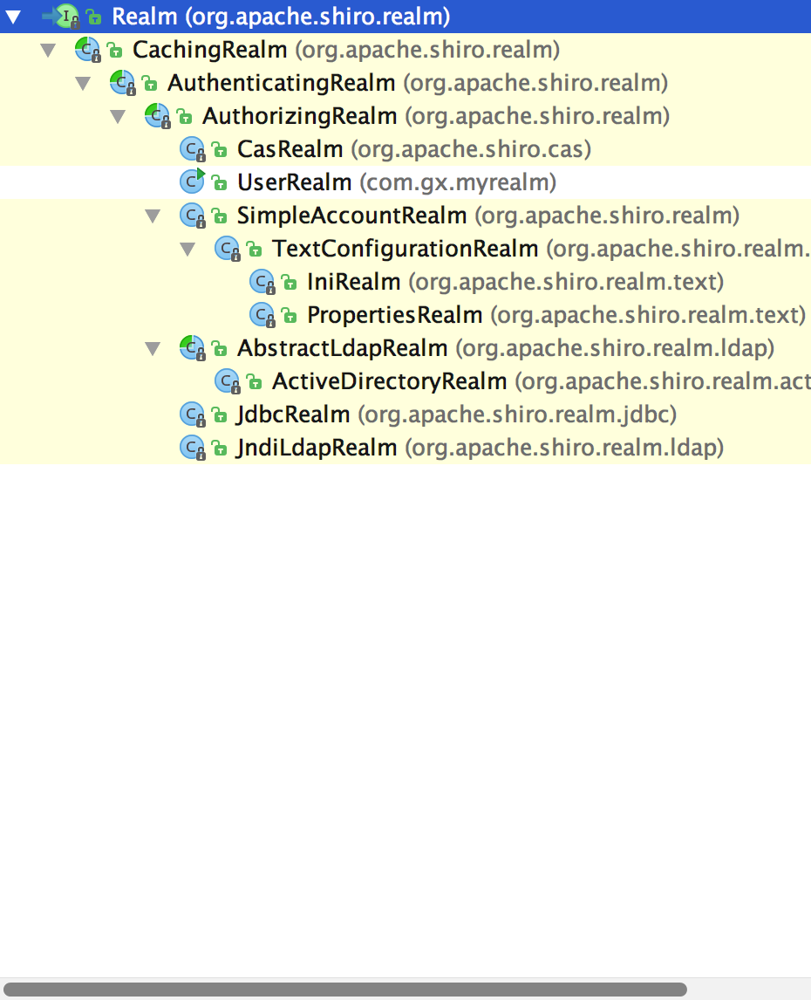 Realm (org.apache.shiro.realm)
CachingRealm (org.apache.shiro.realm)
AuthenticatingRealm (org.apache.shiro.realm)
AuthorizingRealm (org.apache.shiro.realm)
CasRealm (org.apache.shiro.cas)
UserRealm (com.gx.myrealm)
SimpleAccountRealm (org.apache.shiro.realm)
TextConfigurationRealm (org.apache.shiro.realm.
IniRealm (org.apache.shiro.realm.text)
PropertiesRealm (org.apache.shiro.realm.text)
AbstractLdapRealm (org.apache.shiro.realm.ldap)
ActiveDirectoryRealm (org.apache.shiro.realm.act
JdbcRealm (org.apache.shiro.realm.jdbc)
JndiLdapRealm (org.apache.shiro.realm.ldap)